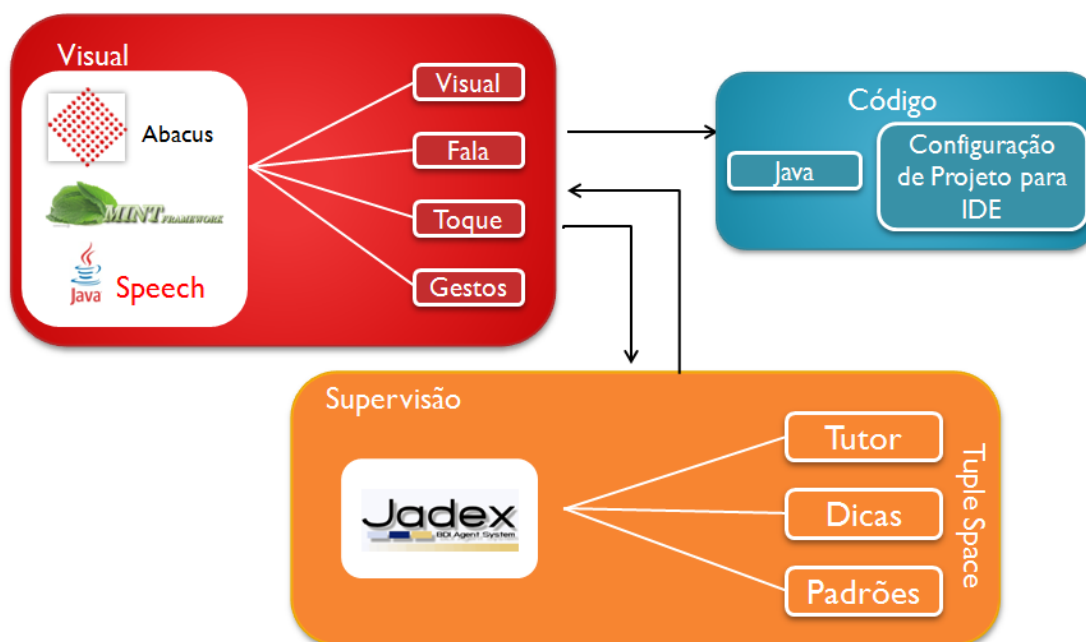 Visual
Abacus
MINT FRAMEWORK
Java
Speech
Visual
Fala
Toque
Gestos
Código
Java
Configuração
de Projeto para
IDE
Supervisão
Jadex
BDI Agent System
Tutor
Dicas
Padrões
Tuple Space